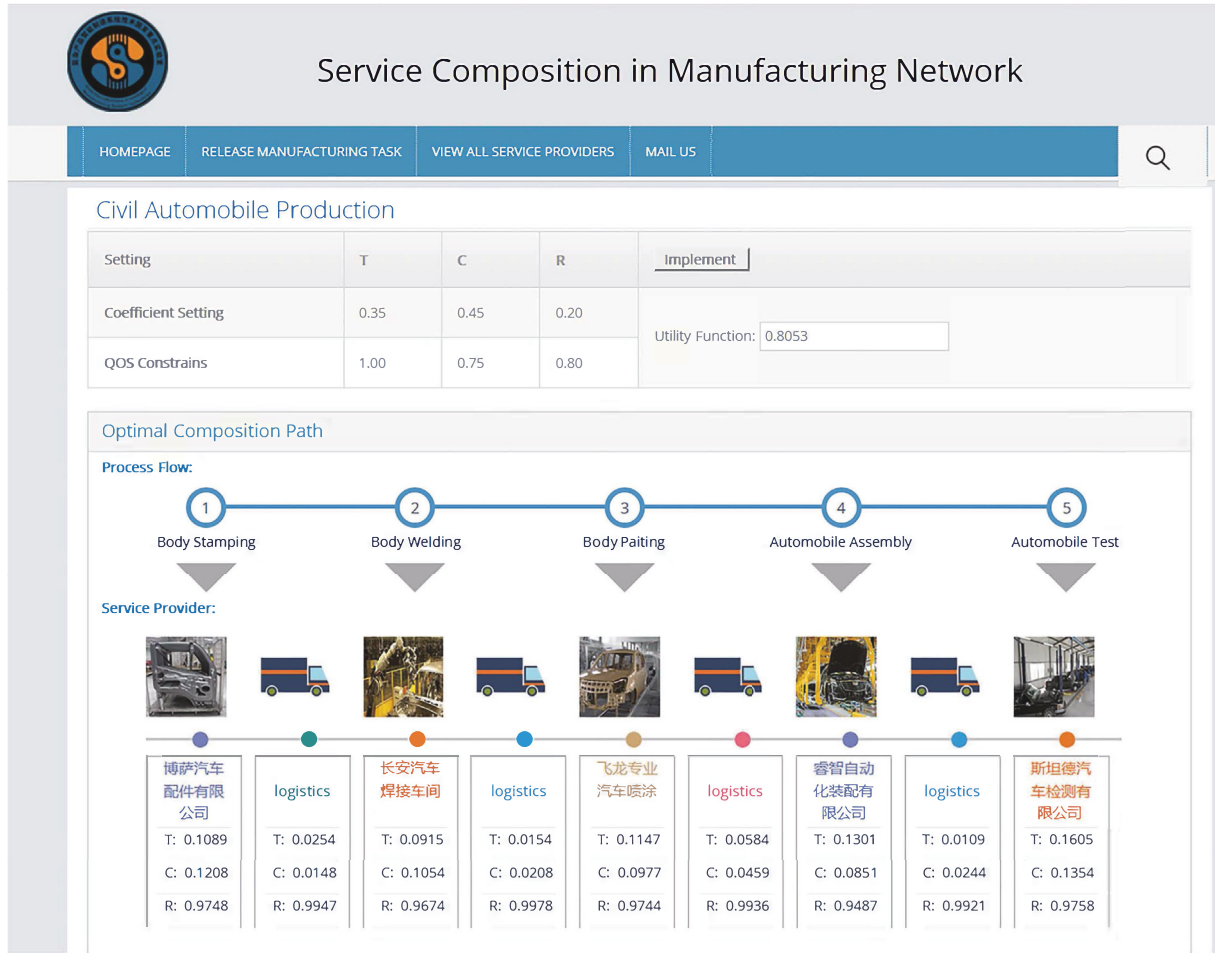 Service Composition in Manufacturing Network
HOMEPAGE RELEASE MANUFACTURING TASK VIEW ALL SERVICE PROVIDERS MAIL US
Civil Automobile Production
Setting T C R Implement
Coefficient Setting 0.35 0.45 0.20
Utility Function: 0.8053
QOS Constrains 1.00 0.75 0.80
Optimal Composition Path
Process Flow:
1 2 3 4 5
Body Stamping Body Welding Body Paiting Automobile Assembly Automobile Test
Service Provider:
博萨汽车 长安汽车 飞龙专业 睿智自动 斯坦德汽
配件有限 logistics 焊接车间 logistics 汽车喷涂 logistics 化装配有 logistics 车检测有
公司 限公司 限公司
T: 0.1089 T: 0.0254 T: 0.0915 T: 0.0154 T: 0.1147 T: 0.0584 T: 0.1301 T: 0.0109 T: 0.1605
C: 0.1208 C: 0.0148 C: 0.1054 C: 0.0208 C: 0.0977 C: 0.0459 C: 0.0851 C: 0.0244 C: 0.1354
R: 0.9748 R: 0.9947 R: 0.9674 R: 0.9978 R: 0.9744 R: 0.9936 R: 0.9487 R: 0.9921 R: 0.9758